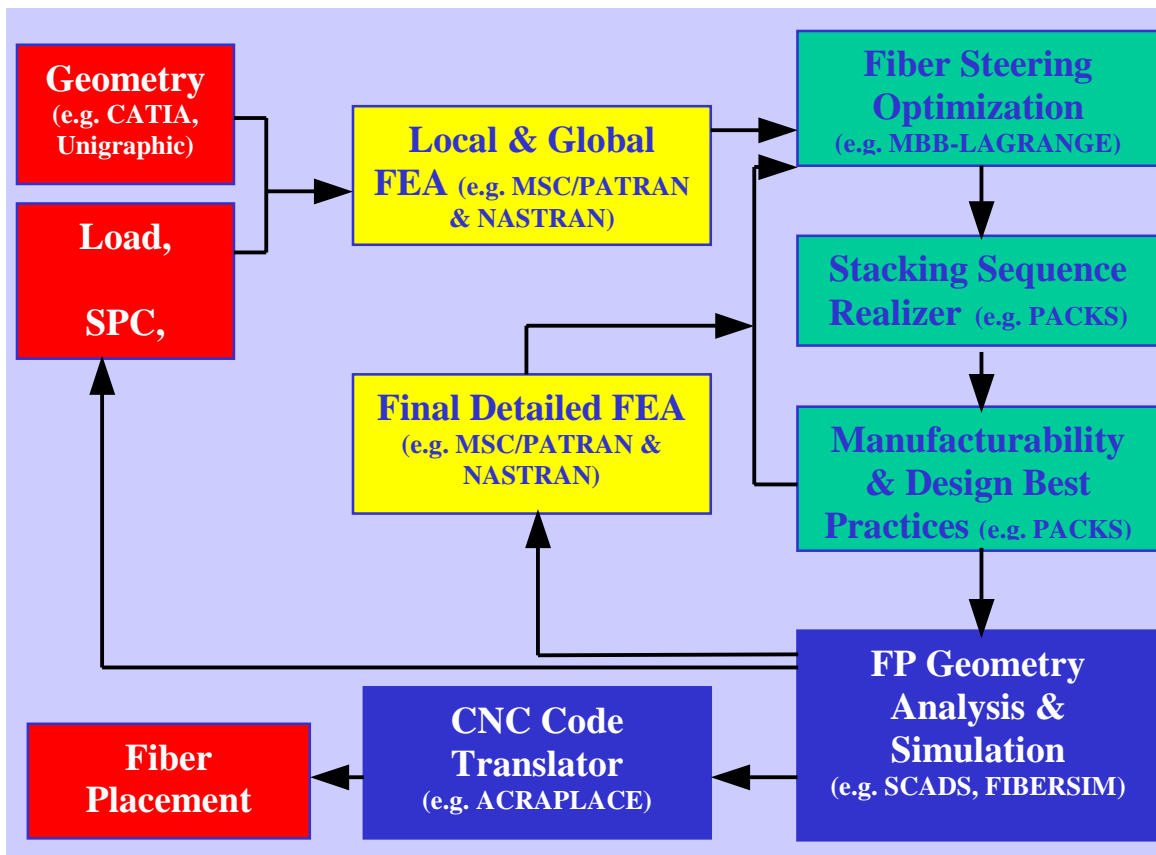 Geometry
(e.g. CATIA,
Unigraphic)
Load,
SPC,
Local & Global
FEA (e.g. MSC/PATRAN
& NASTRAN)
Final Detailed FEA
(e.g. MSC/PATRAN &
NASTRAN)
Fiber Steering
Optimization
(e.g. MBB-LAGRANGE)
Stacking Sequence
Realizer (e.g. PACKS)
Manufacturability
& Design Best
Practices (e.g. PACKS)
FP Geometry
Analysis &
Simulation
(e.g. SCADS, FIBERSIM)
CNC Code
Translator
(e.g. ACRAPLACE)
Fiber
Placement